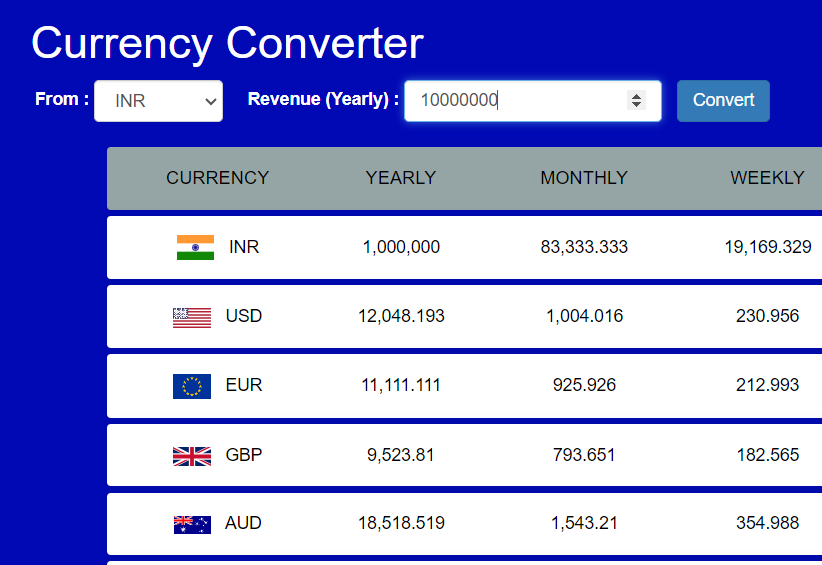 Currency Converter
From : INR Revenue (Yearly) : 10000000 Convert
CURRENCY YEARLY MONTHLY WEEKLY
INR 1,000,000 83,333.333 19,169.329
USD 12,048.193 1,004.016 230.956
EUR 11,111.111 925.926 212.993
GBP 9,523.81 793.651 182.565
AUD 18,518.519 1,543.21 354.988